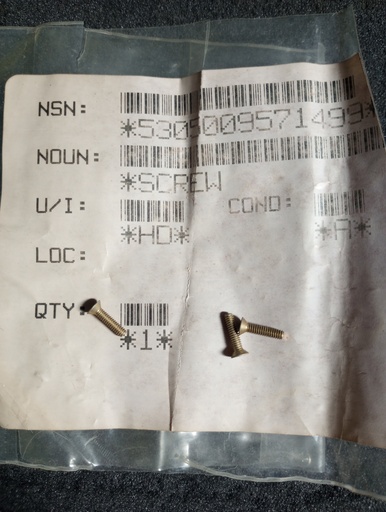 NSN:
*5305009571499*
NOUN:
*SCREW
U/I: COND:
*HD* *A*
LOC:
QTY:
*1*